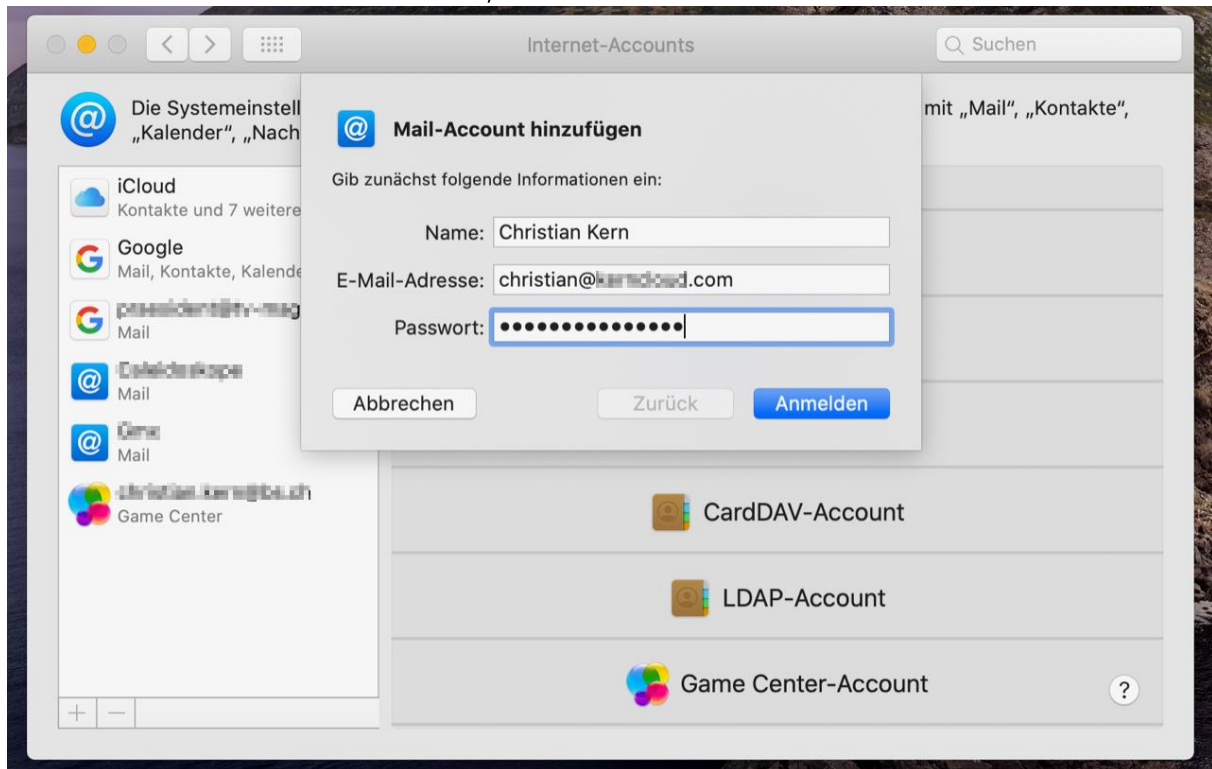 Internet-Accounts
Suchen
Die Systemeinstell
„Kalender“, „Nach
mit „Mail“, „Kontakte“,
Mail-Account hinzufügen
Gib zunächst folgende Informationen ein:
Name: Christian Kern
E-Mail-Adresse: christian@ .com
Passwort: ●●●●●●●●●●●●●●●
Abbrechen
Zurück
Anmelden
iCloud
Kontakte und 7 weitere
Google
Mail, Kontakte, Kalende
Mail
Mail
Mail
Game Center
CardDAV-Account
LDAP-Account
Game Center-Account
?
+ −